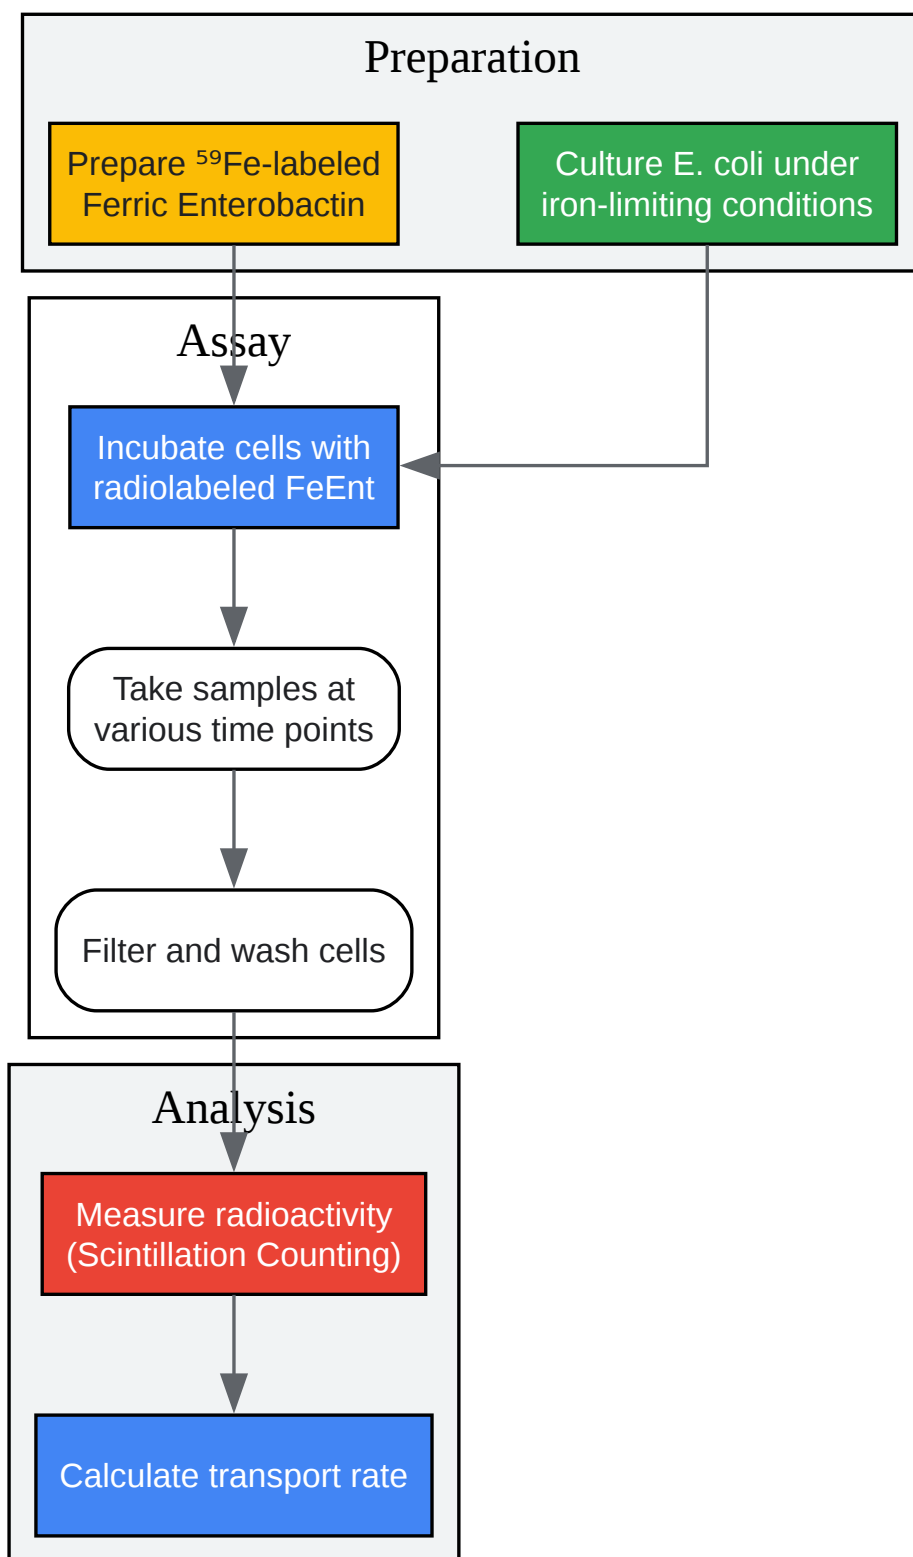 Preparation
Prepare ⁵⁹Fe-labeled
Ferric Enterobactin
Culture E. coli under
iron-limiting conditions
Assay
Incubate cells with
radiolabeled FeEnt
Take samples at
various time points
Filter and wash cells
Analysis
Measure radioactivity
(Scintillation Counting)
Calculate transport rate